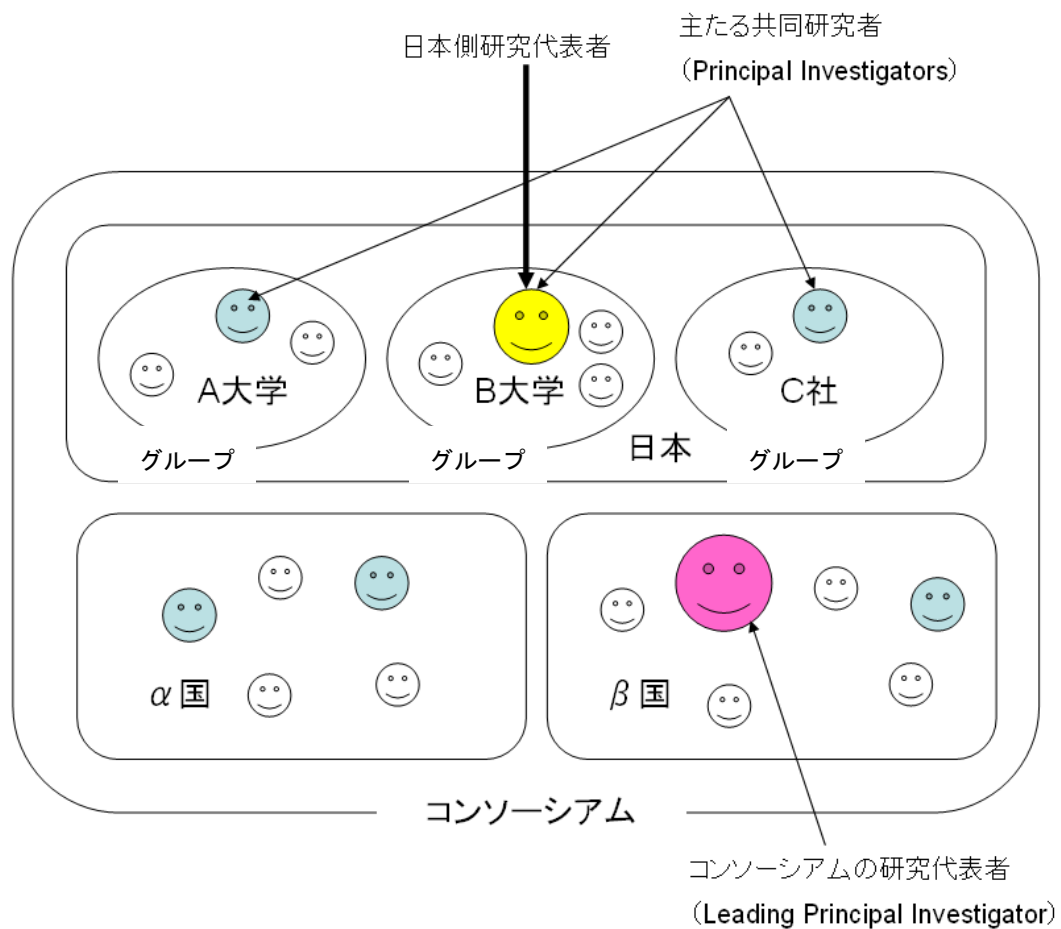 日本側研究代表者
主たる共同研究者
（Principal Investigators）
A大学
B大学
C社
グループ
グループ
日本
グループ
α国
β国
コンソーシアム
コンソーシアムの研究代表者
（Leading Principal Investigator）